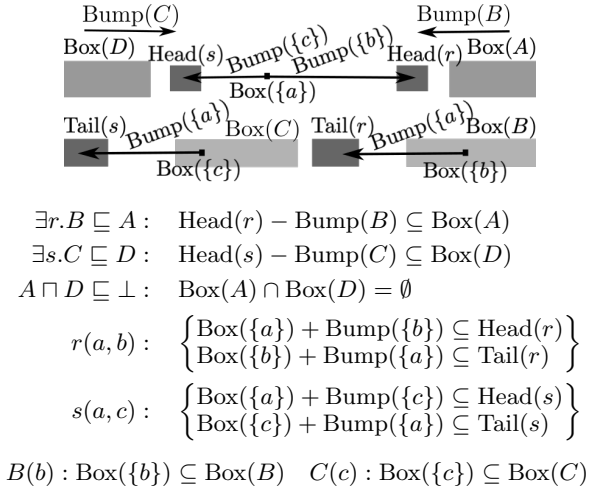 Bump(C) Bump(B)
Box(D) Head(s) Bump({c}) Bump({b}) Head(r) Box(A)
Box({a})
Tail(s) Bump({a}) Box(C) Tail(r) Bump({a}) Box(B)
Box({c}) Box({b})
∃r.B ⊑ A : Head(r) − Bump(B) ⊆ Box(A)
∃s.C ⊑ D : Head(s) − Bump(C) ⊆ Box(D)
A ⊓ D ⊑ ⊥ : Box(A) ∩ Box(D) = ∅
r(a, b) : { Box({a}) + Bump({b}) ⊆ Head(r)
Box({b}) + Bump({a}) ⊆ Tail(r) }
s(a, c) : { Box({a}) + Bump({c}) ⊆ Head(s)
Box({c}) + Bump({a}) ⊆ Tail(s) }
B(b) : Box({b}) ⊆ Box(B) C(c) : Box({c}) ⊆ Box(C)